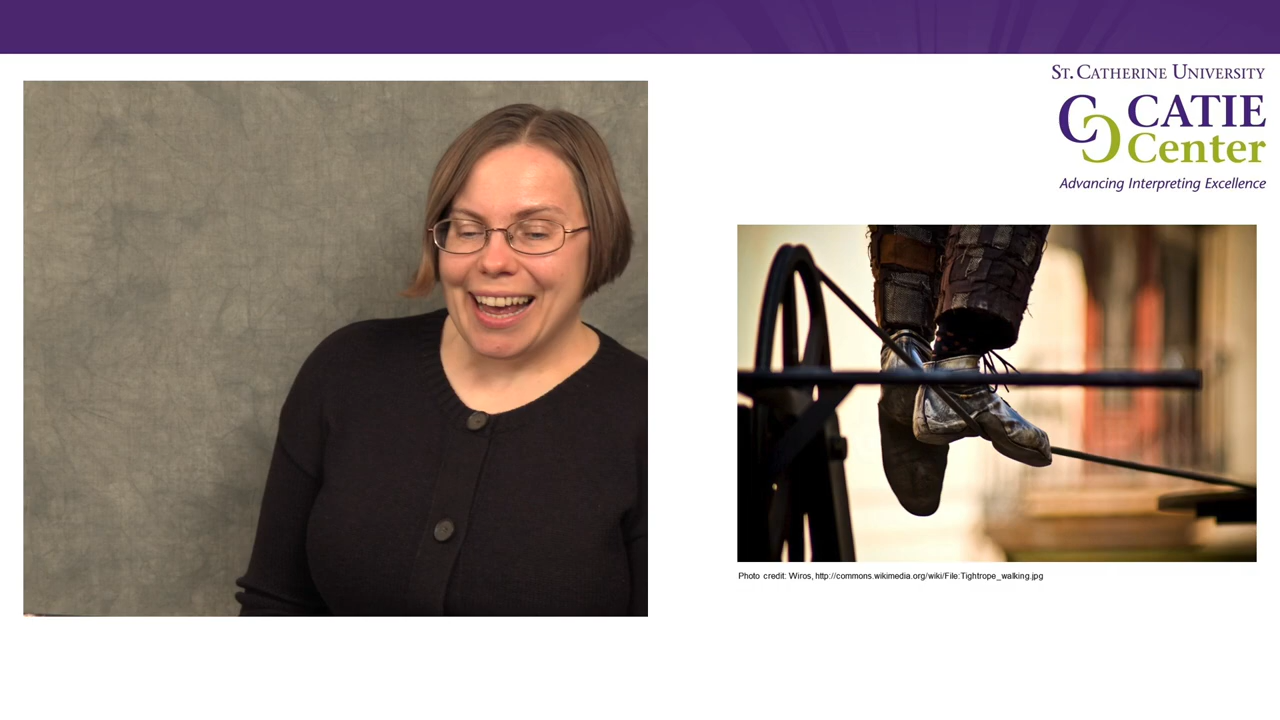 ST. CATHERINE UNIVERSITY
CATIE
Center
Advancing Interpreting Excellence
Photo credit: Wiros, http://commons.wikimedia.org/wiki/File:Tightrope_walking.jpg